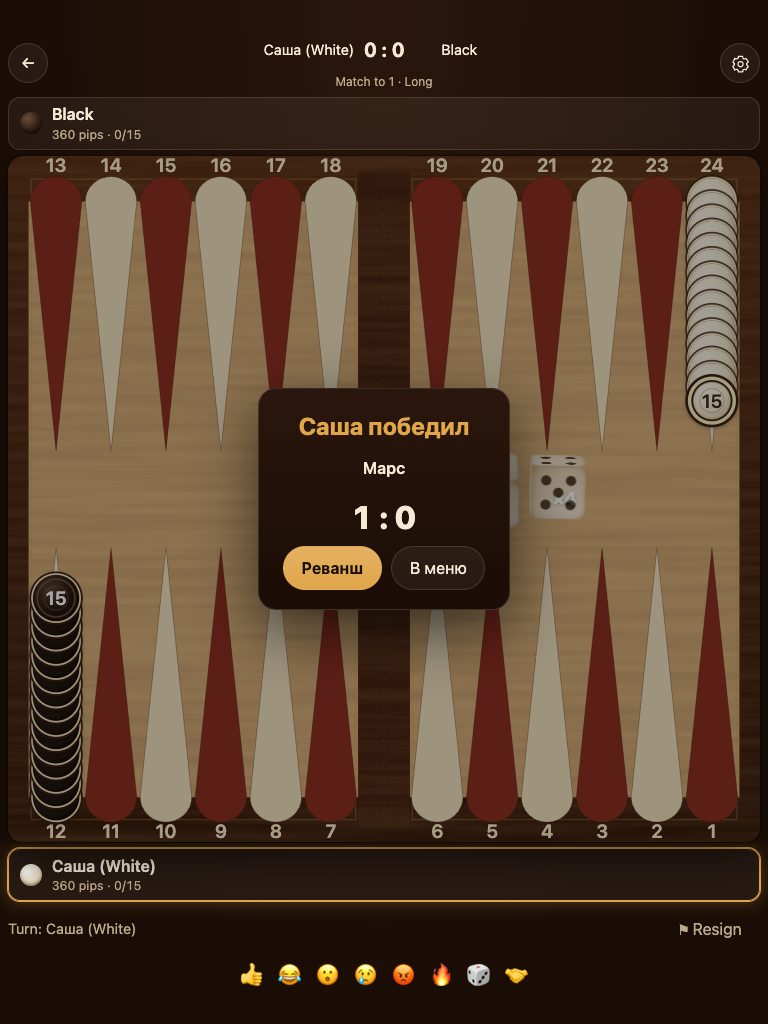 Саша (White) 0 : 0 Black
Match to 1 · Long
Black
360 pips · 0/15
13 14 15 16 17 18 19 20 21 22 23 24
15
Саша победил
Марс
1 : 0
Реванш В меню
15
12 11 10 9 8 7 6 5 4 3 2 1
Саша (White)
360 pips · 0/15
Turn: Саша (White)
Resign